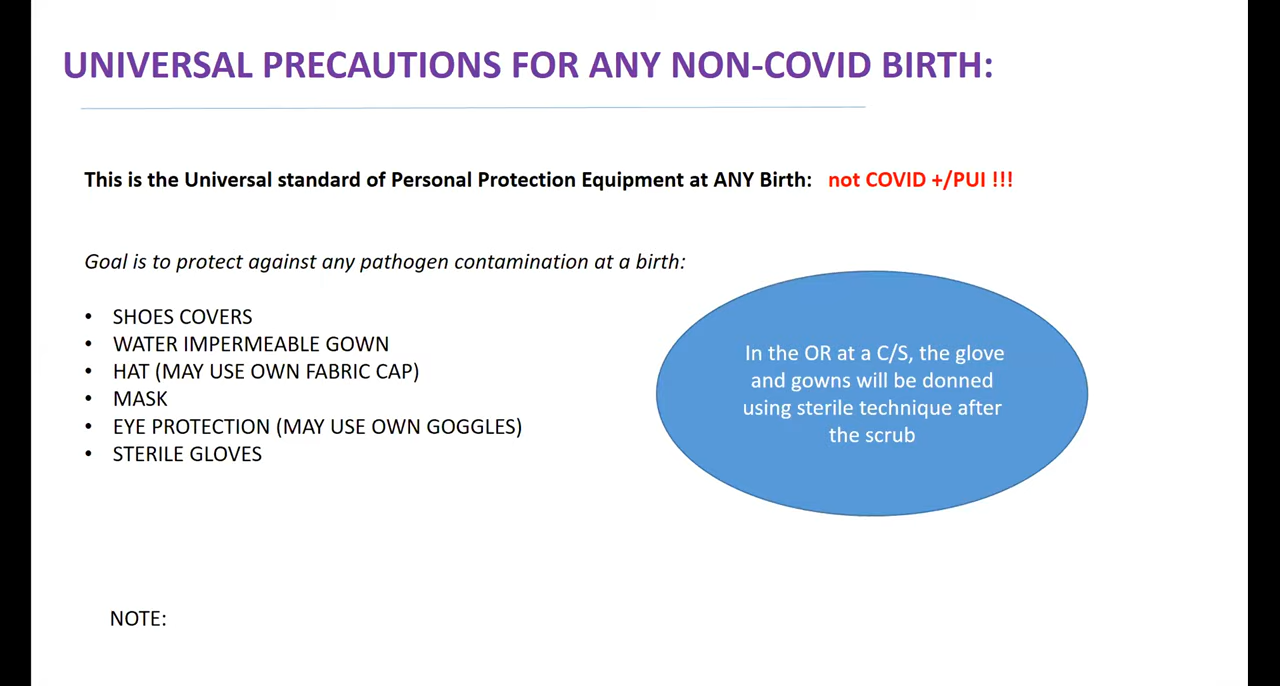 UNIVERSAL PRECAUTIONS FOR ANY NON-COVID BIRTH:
This is the Universal standard of Personal Protection Equipment at ANY Birth: not COVID +/PUI !!!
Goal is to protect against any pathogen contamination at a birth:
• SHOES COVERS
• WATER IMPERMEABLE GOWN
• HAT (MAY USE OWN FABRIC CAP)
• MASK
• EYE PROTECTION (MAY USE OWN GOGGLES)
• STERILE GLOVES
In the OR at a C/S, the glove
and gowns will be donned
using sterile technique after
the scrub
NOTE: